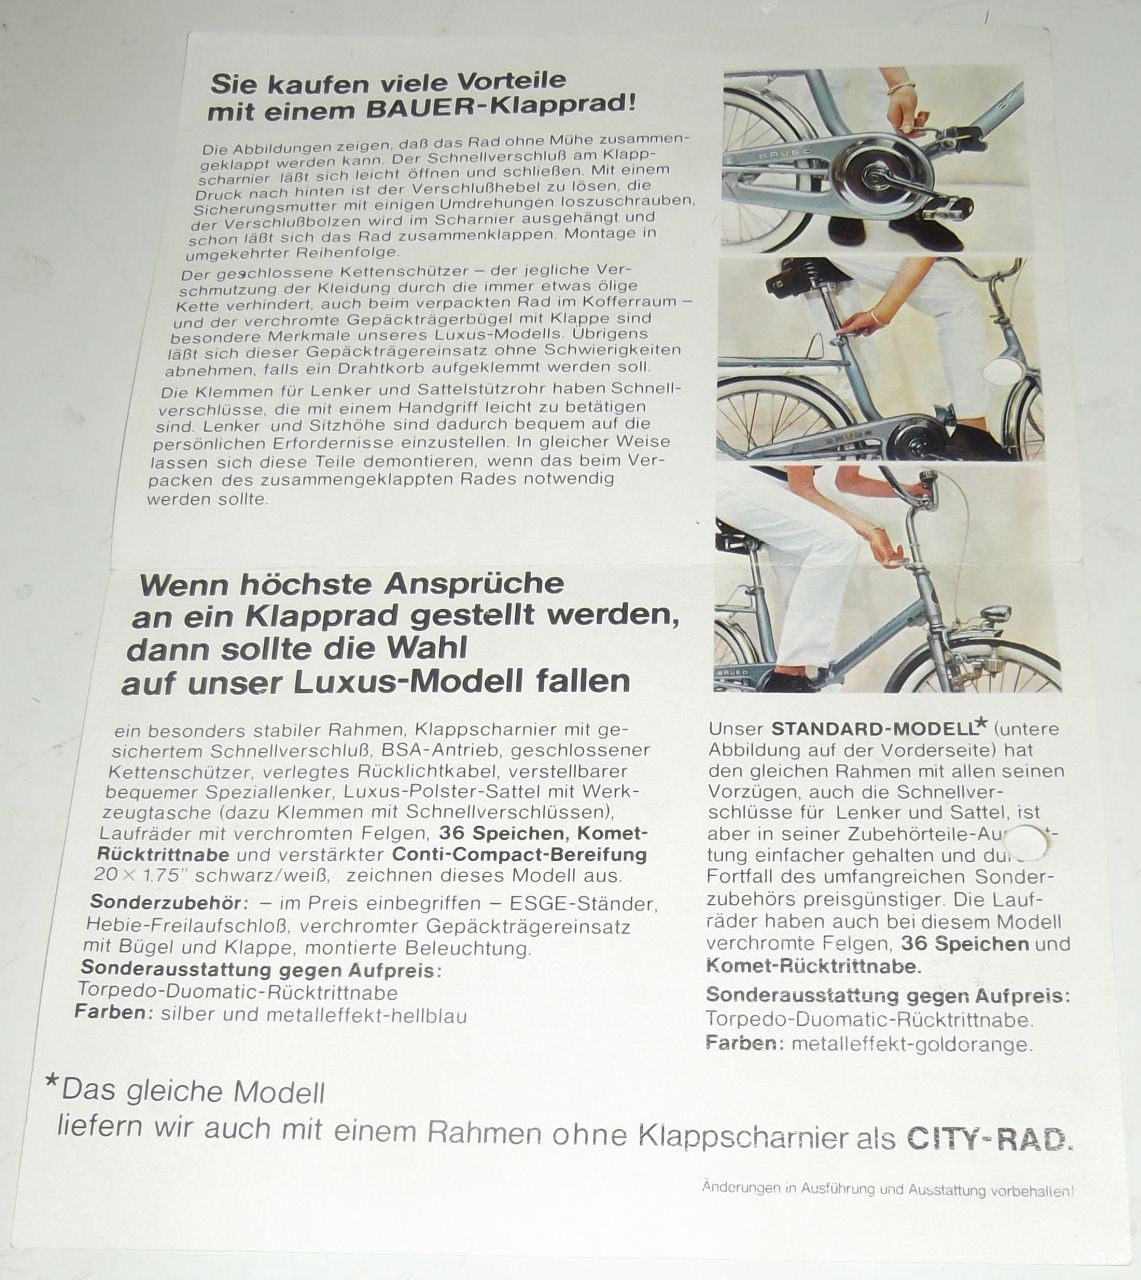 Sie kaufen viele Vorteile
mit einem BAUER-Klapprad!
Die Abbildungen zeigen, daß das Rad ohne Mühe zusammen-
geklappt werden kann. Der Schnellverschluß am Klapp-
scharnier läßt sich leicht öffnen und schließen. Mit einem
Druck nach hinten ist der Verschlußhebel zu lösen, die
Sicherungsmutter mit einigen Umdrehungen loszuschrauben,
der Verschlußbolzen wird im Scharnier ausgehängt und
schon läßt sich das Rad zusammenklappen. Montage in
umgekehrter Reihenfolge.
Der geschlossene Kettenschützer – der jegliche Ver-
schmutzung der Kleidung durch die immer etwas ölige
Kette verhindert, auch beim verpackten Rad im Kofferraum –
und der verchromte Gepäckträgerbügel mit Klappe sind
besondere Merkmale unseres Luxus-Modells. Übrigens
läßt sich dieser Gepäckträgereinsatz ohne Schwierigkeiten
abnehmen, falls ein Drahtkorb aufgeklemmt werden soll.
Die Klemmen für Lenker und Sattelstützrohr haben Schnell-
verschlüsse, die mit einem Handgriff leicht zu betätigen
sind. Lenker und Sitzhöhe sind dadurch bequem auf die
persönlichen Erfordernisse einzustellen. In gleicher Weise
lassen sich diese Teile demontieren, wenn das beim Ver-
packen des zusammengeklappten Rades notwendig
werden sollte.
BAUER
BAUER
BAUER
Wenn höchste Ansprüche
an ein Klapprad gestellt werden,
dann sollte die Wahl
auf unser Luxus-Modell fallen
ein besonders stabiler Rahmen, Klappscharnier mit ge-
sichertem Schnellverschluß, BSA-Antrieb, geschlossener
Kettenschützer, verlegtes Rücklichtkabel, verstellbarer
bequemer Speziallenker, Luxus-Polster-Sattel mit Werk-
zeugtasche (dazu Klemmen mit Schnellverschlüssen),
Laufräder mit verchromten Felgen, 36 Speichen, Komet-
Rücktrittnabe und verstärkter Conti-Compact-Bereifung
20 × 1.75" schwarz/weiß, zeichnen dieses Modell aus.
Sonderzubehör: – im Preis einbegriffen – ESGE-Ständer,
Hebie-Freilaufschloß, verchromter Gepäckträgereinsatz
mit Bügel und Klappe, montierte Beleuchtung.
Sonderausstattung gegen Aufpreis:
Torpedo-Duomatic-Rücktrittnabe
Farben: silber und metalleffekt-hellblau
Unser STANDARD-MODELL* (untere
Abbildung auf der Vorderseite) hat
den gleichen Rahmen mit allen seinen
Vorzügen, auch die Schnellver-
schlüsse für Lenker und Sattel, ist
aber in seiner Zubehörteile-
tung einfacher gehalten und
Fortfall des umfangreichen Sonder-
zubehörs preisgünstiger. Die Lauf-
räder haben auch bei diesem Modell
verchromte Felgen, 36 Speichen und
Komet-Rücktrittnabe.
Sonderausstattung gegen Aufpreis:
Torpedo-Duomatic-Rücktrittnabe.
Farben: metalleffekt-goldorange.
*Das gleiche Modell
liefern wir auch mit einem Rahmen ohne Klappscharnier als CITY-RAD.
Änderungen in Ausführung und Ausstattung vorbehalten!